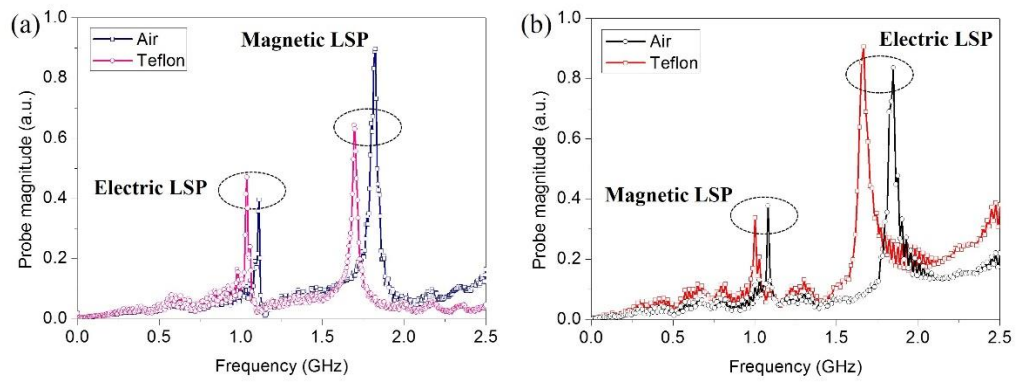 (a)
1.0
0.8
0.6
0.4
0.2
0.0
Probe magnitude (a.u.)
Air
Teflon
Magnetic LSP
Electric LSP
0.0 0.5 1.0 1.5 2.0 2.5
Frequency (GHz)
(b)
1.0
0.8
0.6
0.4
0.2
0.0
Probe magnitude (a.u.)
Air
Teflon
Electric LSP
Magnetic LSP
0.0 0.5 1.0 1.5 2.0 2.5
Frequency (GHz)